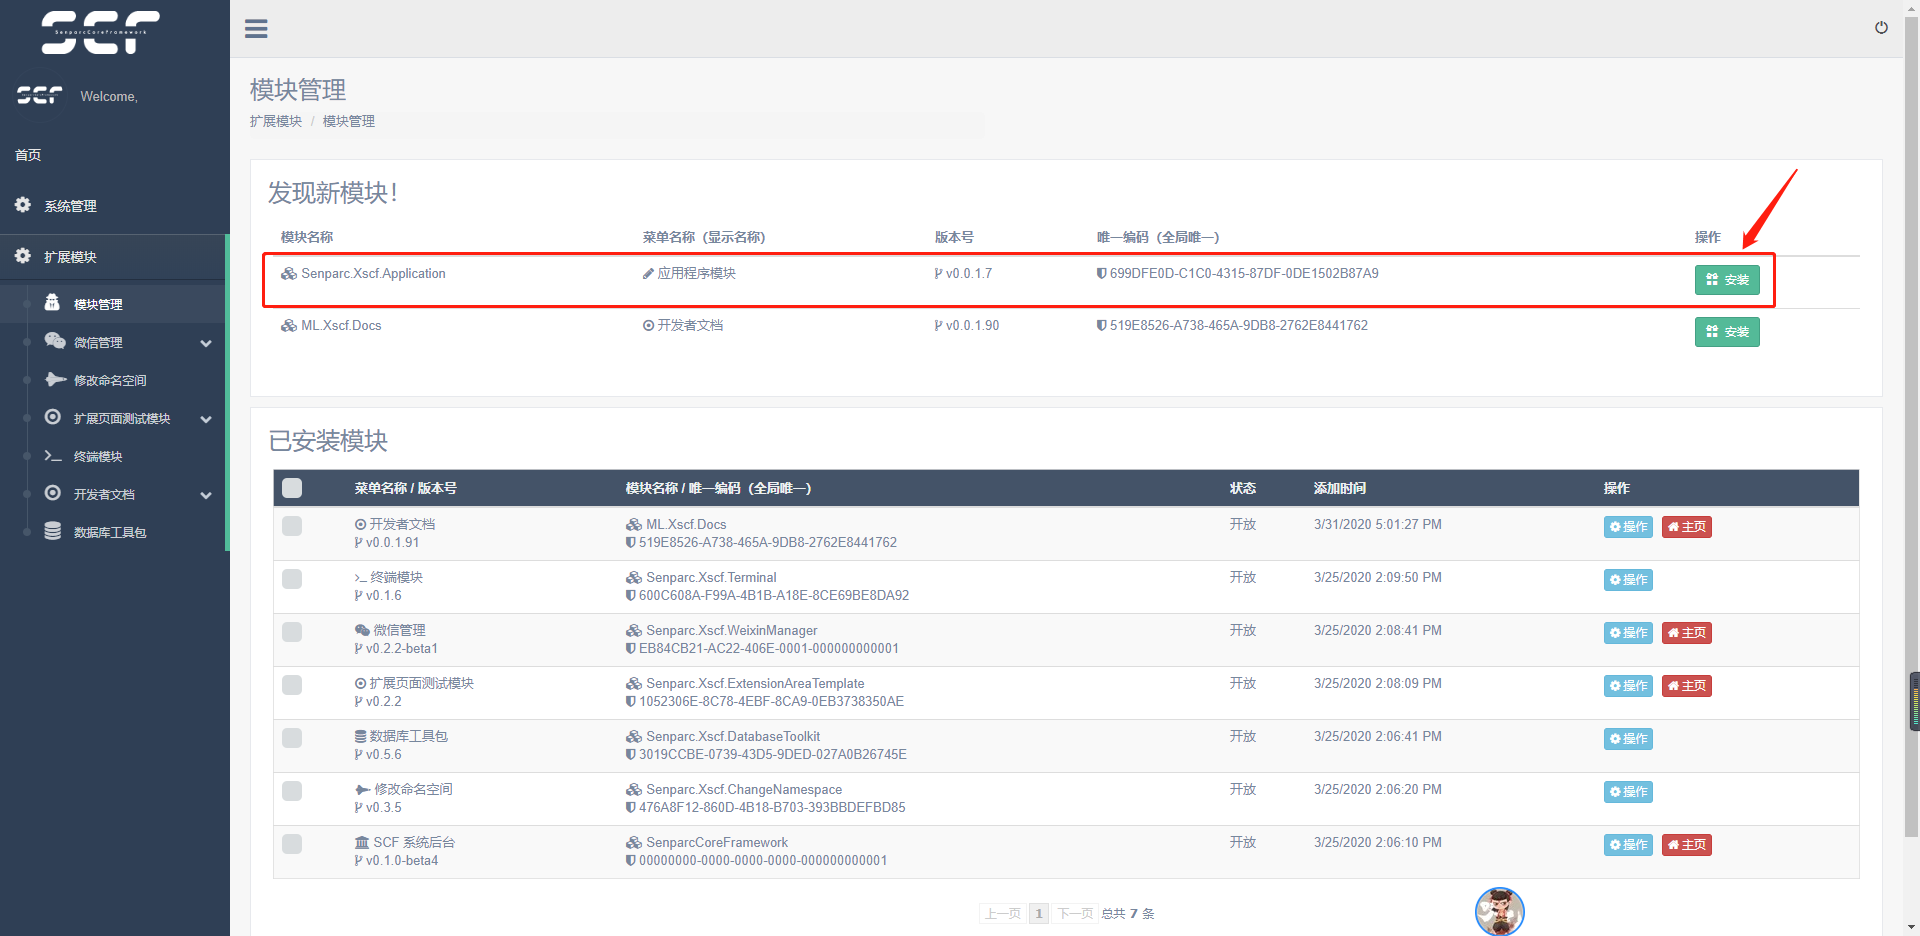 SCF
SenparcCoreFramework
SCF
Welcome,
首页
系统管理
扩展模块
模块管理
微信管理
修改命名空间
扩展页面测试模块
终端模块
开发者文档
数据库工具包
模块管理
扩展模块 / 模块管理
发现新模块！
模块名称 菜单名称（显示名称） 版本号 唯一编码（全局唯一） 操作
Senparc.Xscf.Application 应用程序模块 v0.0.1.7 699DFE0D-C1C0-4315-87DF-0DE1502B87A9 安装
ML.Xscf.Docs 开发者文档 v0.0.1.90 519E8526-A738-465A-9DB8-2762E8441762 安装
已安装模块
菜单名称 / 版本号 模块名称 / 唯一编码（全局唯一） 状态 添加时间 操作
开发者文档 ML.Xscf.Docs 开放 3/31/2020 5:01:27 PM 操作 主页
v0.0.1.91 519E8526-A738-465A-9DB8-2762E8441762
终端模块 Senparc.Xscf.Terminal 开放 3/25/2020 2:09:50 PM 操作
v0.1.6 600C608A-F99A-4B1B-A18E-8CE69BE8DA92
微信管理 Senparc.Xscf.WeixinManager 开放 3/25/2020 2:08:41 PM 操作 主页
v0.2.2-beta1 EB84CB21-AC22-406E-0001-000000000001
扩展页面测试模块 Senparc.Xscf.ExtensionAreaTemplate 开放 3/25/2020 2:08:09 PM 操作 主页
v0.2.2 1052306E-8C78-4EBF-8CA9-0EB3738350AE
数据库工具包 Senparc.Xscf.DatabaseToolkit 开放 3/25/2020 2:06:41 PM 操作
v0.5.6 3019CCBE-0739-43D5-9DED-027A0B26745E
修改命名空间 Senparc.Xscf.ChangeNamespace 开放 3/25/2020 2:06:20 PM 操作
v0.3.5 476A8F12-860D-4B18-B703-393BBDEFBD85
SCF 系统后台 SenparcCoreFramework 开放 3/25/2020 2:06:10 PM 操作 主页
v0.1.0-beta4 00000000-0000-0000-0000-000000000001
上一页 1 下一页 总共 7 条